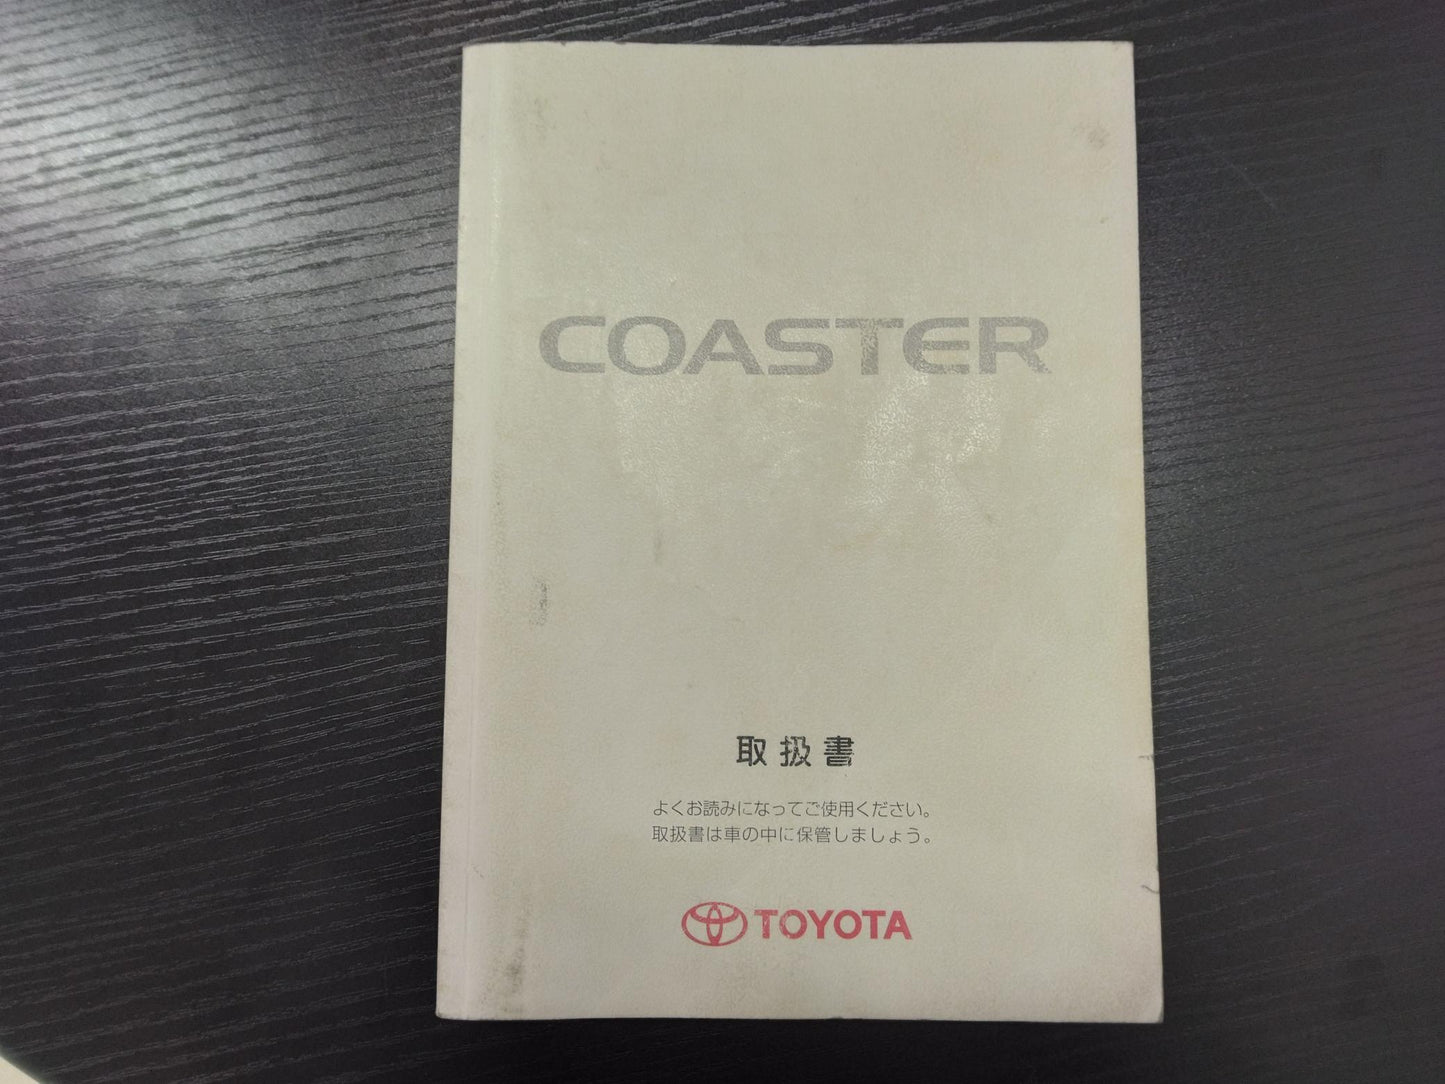 COASTER
取扱書
よくお読みになってご使用ください。
取扱書は車の中に保管しましょう。
TOYOTA